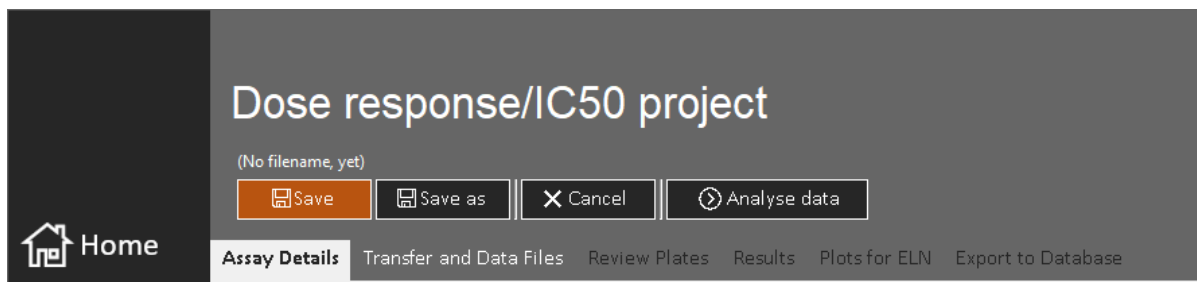 Dose response/IC50 project
(No filename, yet)
Save Save as Cancel Analyse data
Home
Assay Details Transfer and Data Files Review Plates Results Plots for ELN Export to Database